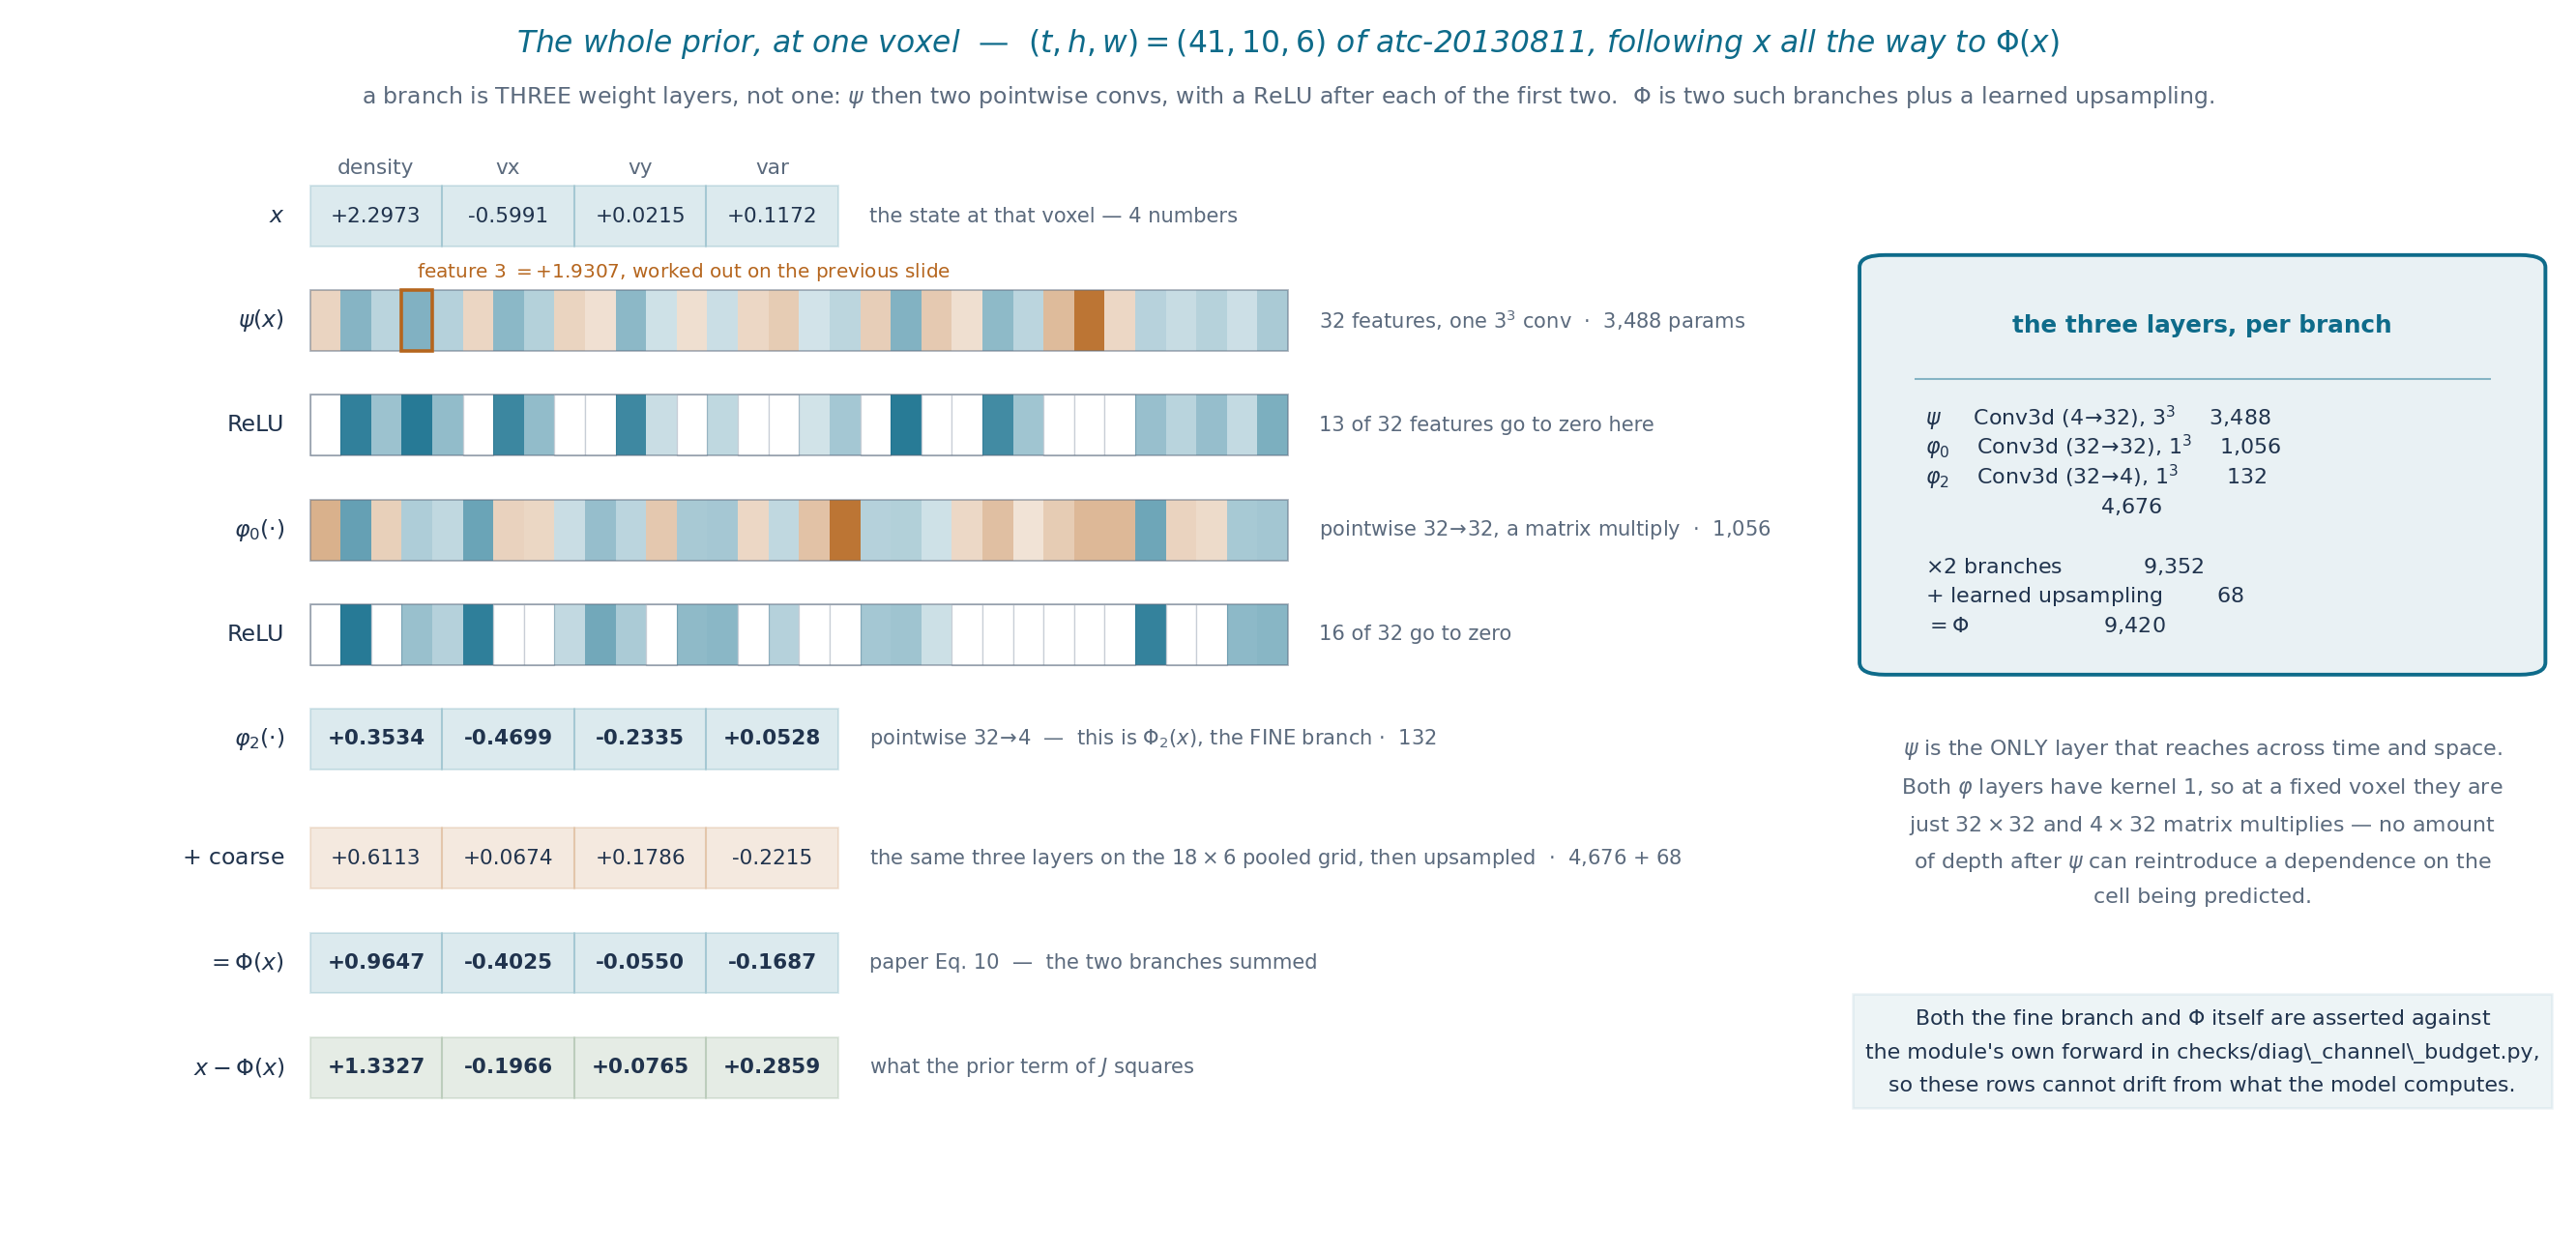 The whole prior, at one voxel — (t, h, w) = (41, 10, 6) of atc-20130811, following x all the way to Φ(x)
a branch is THREE weight layers, not one: ψ then two pointwise convs, with a ReLU after each of the first two. Φ is two such branches plus a learned upsampling.
density vx vy var
x +2.2973 -0.5991 +0.0215 +0.1172 the state at that voxel — 4 numbers
feature 3 = +1.9307, worked out on the previous slide
ψ(x) 32 features, one 3³ conv · 3,488 params
ReLU 13 of 32 features go to zero here
φ₀(·) pointwise 32→32, a matrix multiply · 1,056
ReLU 16 of 32 go to zero
φ₂(·) +0.3534 -0.4699 -0.2335 +0.0528 pointwise 32→4 — this is Φ₂(x), the FINE branch · 132
+ coarse +0.6113 +0.0674 +0.1786 -0.2215 the same three layers on the 18 × 6 pooled grid, then upsampled · 4,676 + 68
= Φ(x) +0.9647 -0.4025 -0.0550 -0.1687 paper Eq. 10 — the two branches summed
x − Φ(x) +1.3327 -0.1966 +0.0765 +0.2859 what the prior term of J squares
the three layers, per branch
ψ Conv3d (4→32), 3³ 3,488
φ₀ Conv3d (32→32), 1³ 1,056
φ₂ Conv3d (32→4), 1³ 132
4,676
×2 branches 9,352
+ learned upsampling 68
= Φ 9,420
ψ is the ONLY layer that reaches across time and space.
Both φ layers have kernel 1, so at a fixed voxel they are
just 32 × 32 and 4 × 32 matrix multiplies — no amount
of depth after ψ can reintroduce a dependence on the
cell being predicted.
Both the fine branch and Φ itself are asserted against
the module's own forward in checks/diag\_channel\_budget.py,
so these rows cannot drift from what the model computes.